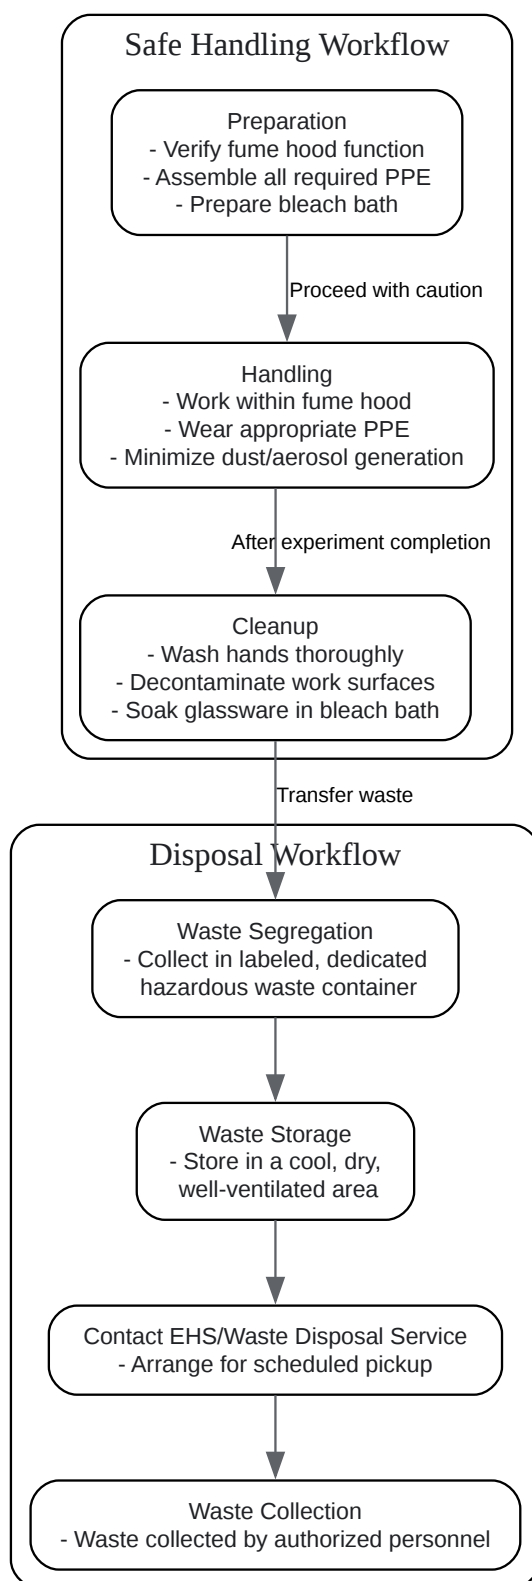 Safe Handling Workflow
Preparation
- Verify fume hood function
- Assemble all required PPE
- Prepare bleach bath
Proceed with caution
Handling
- Work within fume hood
- Wear appropriate PPE
- Minimize dust/aerosol generation
After experiment completion
Cleanup
- Wash hands thoroughly
- Decontaminate work surfaces
- Soak glassware in bleach bath
Transfer waste
Disposal Workflow
Waste Segregation
- Collect in labeled, dedicated
hazardous waste container
Waste Storage
- Store in a cool, dry,
well-ventilated area
Contact EHS/Waste Disposal Service
- Arrange for scheduled pickup
Waste Collection
- Waste collected by authorized personnel